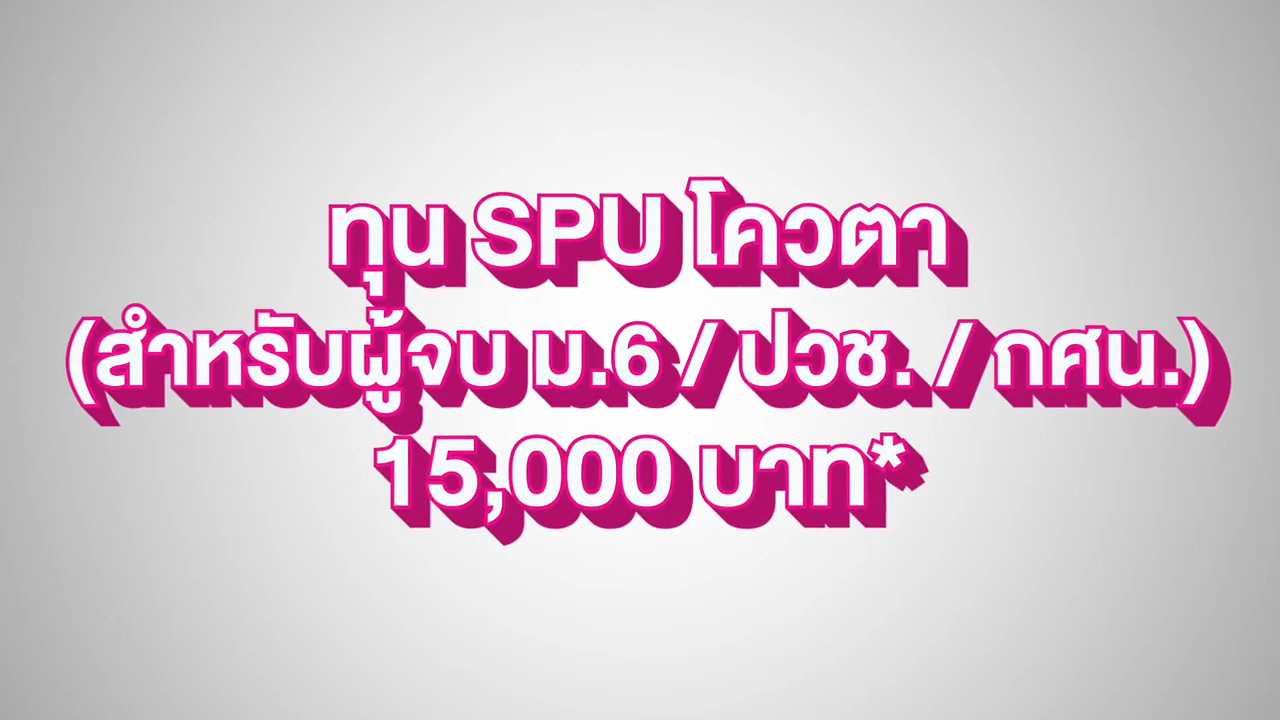 ทุน SPU โควตา
(สำหรับผู้จบ ม.6 / ปวช. / กศน.)
15,000 บาท*